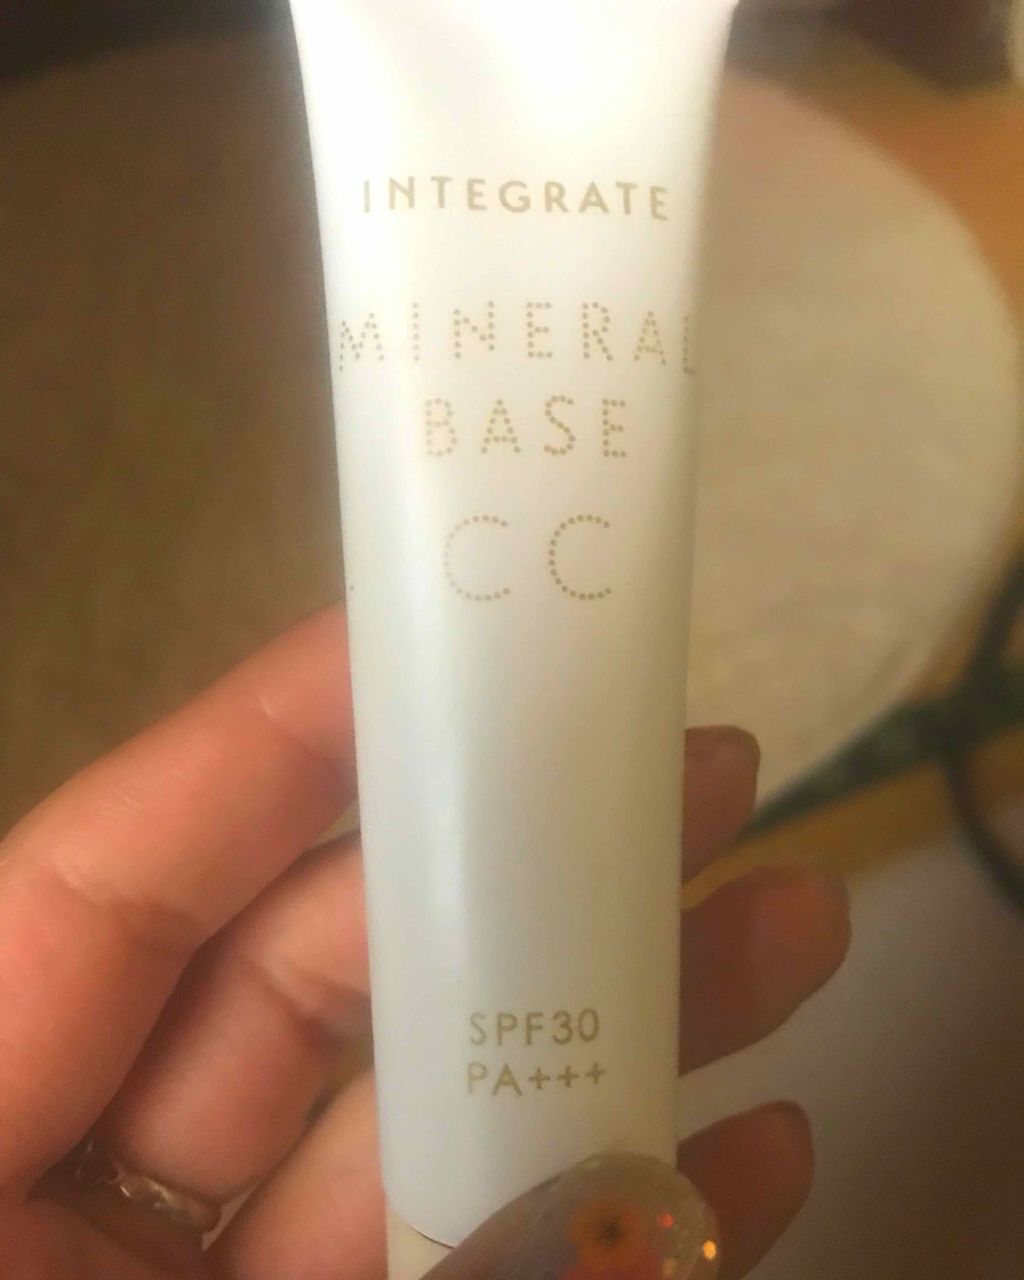 INTEGRATE
MINERAL
BASE
CC
SPF30
PA+++